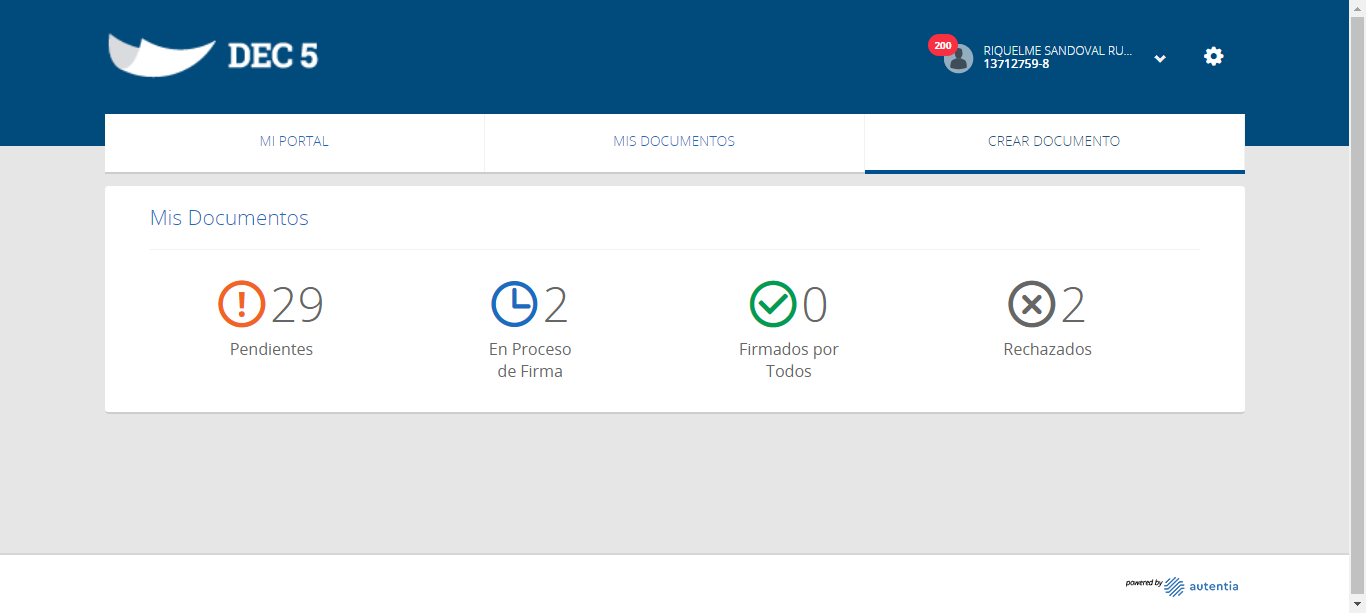 DEC 5
200
RIQUELME SANDOVAL RU...
13712759-8
MI PORTAL
MIS DOCUMENTOS
CREAR DOCUMENTO
Mis Documentos
29
Pendientes
2
En Proceso
de Firma
0
Firmados por
Todos
2
Rechazados
powered by autentia